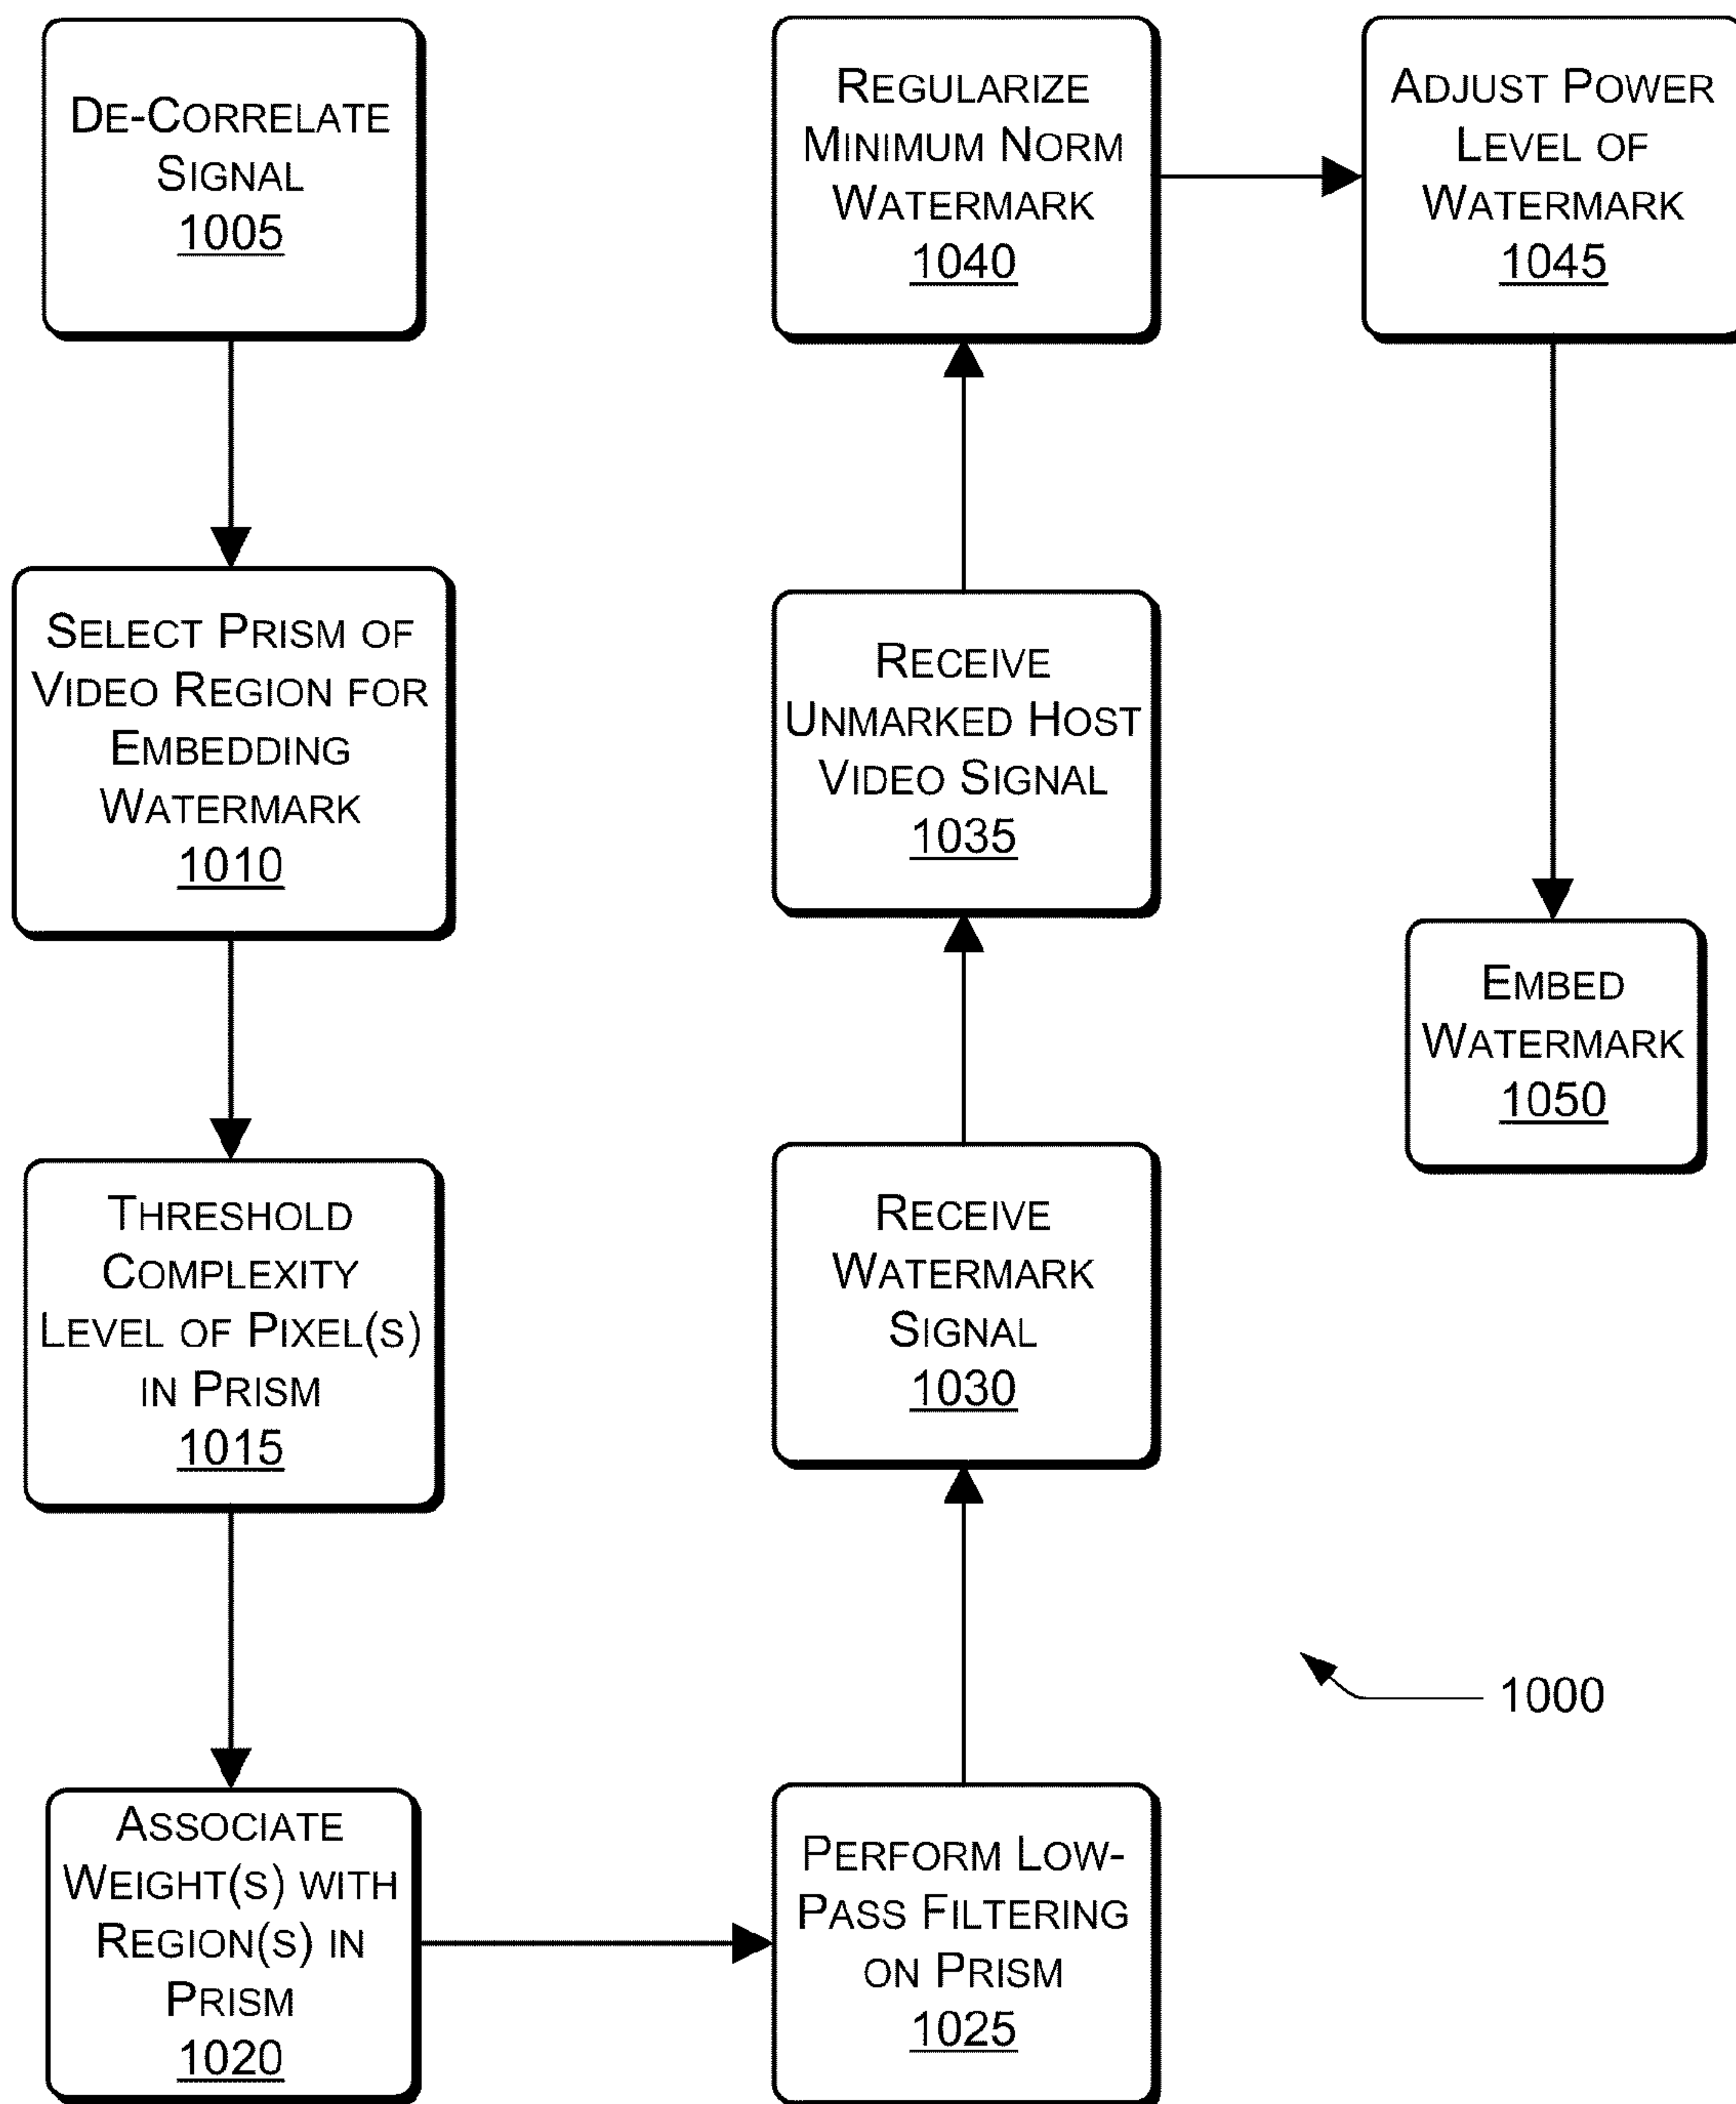 DE-CORRELATE
SIGNAL
1005
SELECT PRISM OF
VIDEO REGION FOR
EMBEDDING
WATERMARK
1010
THRESHOLD
COMPLEXITY
LEVEL OF PIXEL(S)
IN PRISM
1015
ASSOCIATE
WEIGHT(S) WITH
REGION(S) IN
PRISM
1020
PERFORM LOW-
PASS FILTERING
ON PRISM
1025
RECEIVE
WATERMARK
SIGNAL
1030
RECEIVE
UNMARKED HOST
VIDEO SIGNAL
1035
REGULARIZE
MINIMUM NORM
WATERMARK
1040
ADJUST POWER
LEVEL OF
WATERMARK
1045
EMBED
WATERMARK
1050
1000